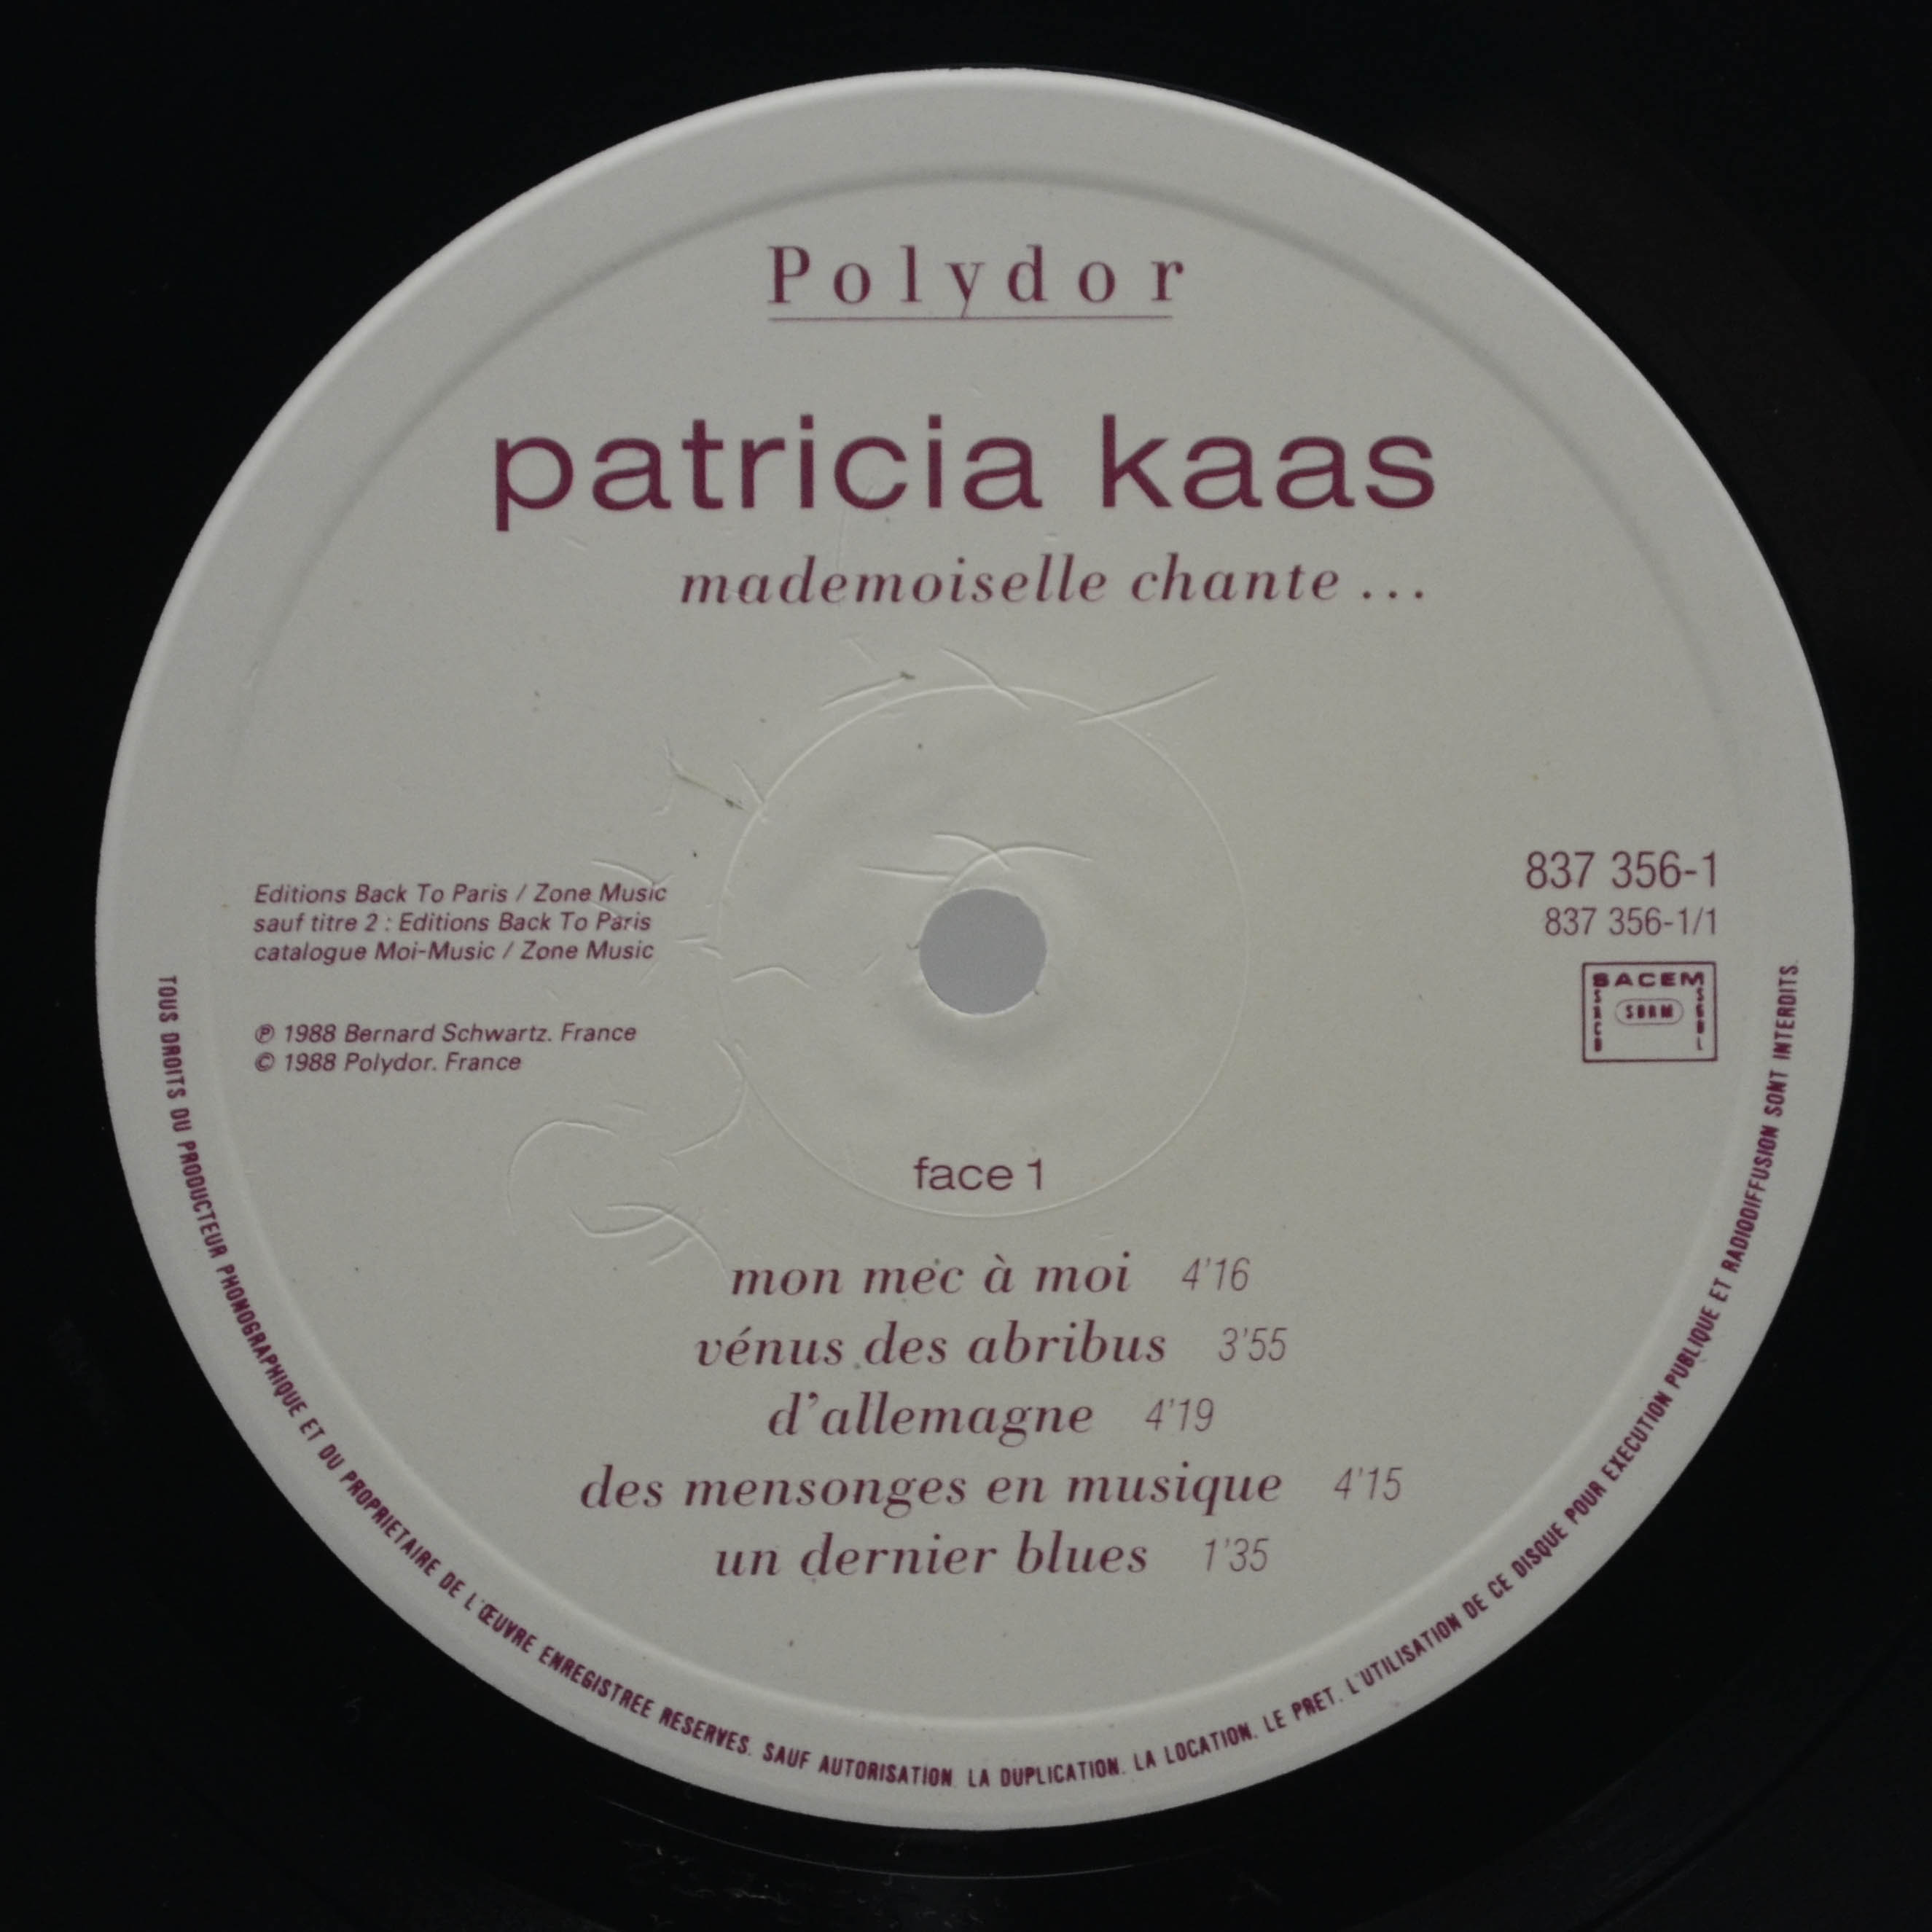 Polydor
patricia kaas
mademoiselle chante ...
Editions Back To Paris / Zone Music
sauf titre 2 : Editions Back To Paris
catalogue Moi-Music / Zone Music
℗ 1988 Bernard Schwartz. France
© 1988 Polydor. France
837 356-1
837 356-1/1
SACEM
SACD
SDRM
SGDL
face 1
mon mec à moi 4'16
vénus des abribus 3'55
d'allemagne 4'19
des mensonges en musique 4'15
un dernier blues 1'35
TOUS DROITS DU PRODUCTEUR PHONOGRAPHIQUE ET DU PROPRIETAIRE DE L'ŒUVRE ENREGISTREE RESERVES. SAUF AUTORISATION. LA DUPLICATION. LA LOCATION. LE PRET. L'UTILISATION DE CE DISQUE POUR EXECUTION PUBLIQUE ET RADIODIFFUSION SONT INTERDITS.